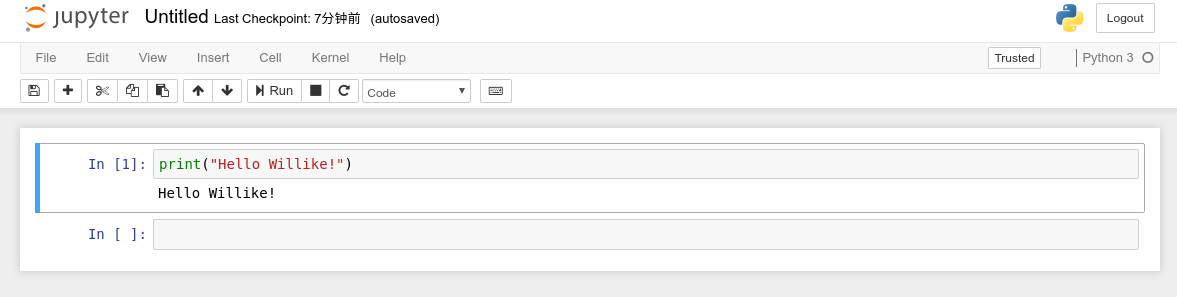 jupyter Untitled Last Checkpoint: 7分钟前 (autosaved) Logout
File Edit View Insert Cell Kernel Help Trusted Python 3
Run Code
In [1]: print("Hello Willike!")
Hello Willike!
In [ ]: